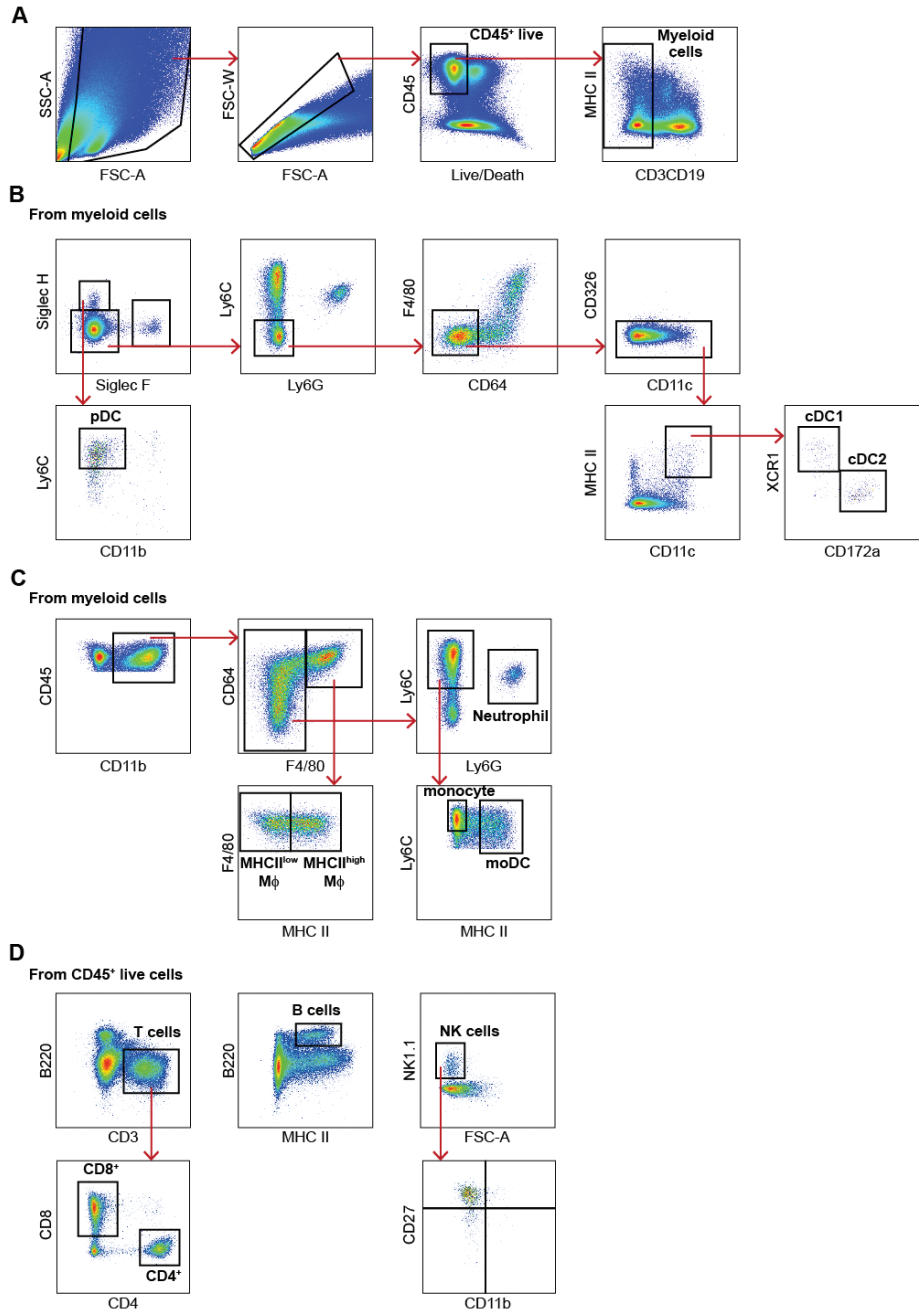 A
SSC-A
FSC-A
FSC-W
FSC-A
CD45⁺ live
CD45
Live/Death
Myeloid
cells
MHC II
CD3CD19
B
From myeloid cells
Siglec H
Siglec F
Ly6C
Ly6G
F4/80
CD64
CD326
CD11c
pDC
Ly6C
CD11b
MHC II
CD11c
cDC1
cDC2
XCR1
CD172a
C
From myeloid cells
CD45
CD11b
CD64
F4/80
Ly6C
Neutrophil
Ly6G
F4/80
MHCIIˡᵒʷ
Mϕ
MHCIIʰⁱᵍʰ
Mϕ
MHC II
monocyte
Ly6C
moDC
MHC II
D
From CD45⁺ live cells
T cells
B220
CD3
B cells
B220
MHC II
NK cells
NK1.1
FSC-A
CD8⁺
CD8
CD4⁺
CD4
CD27
CD11b